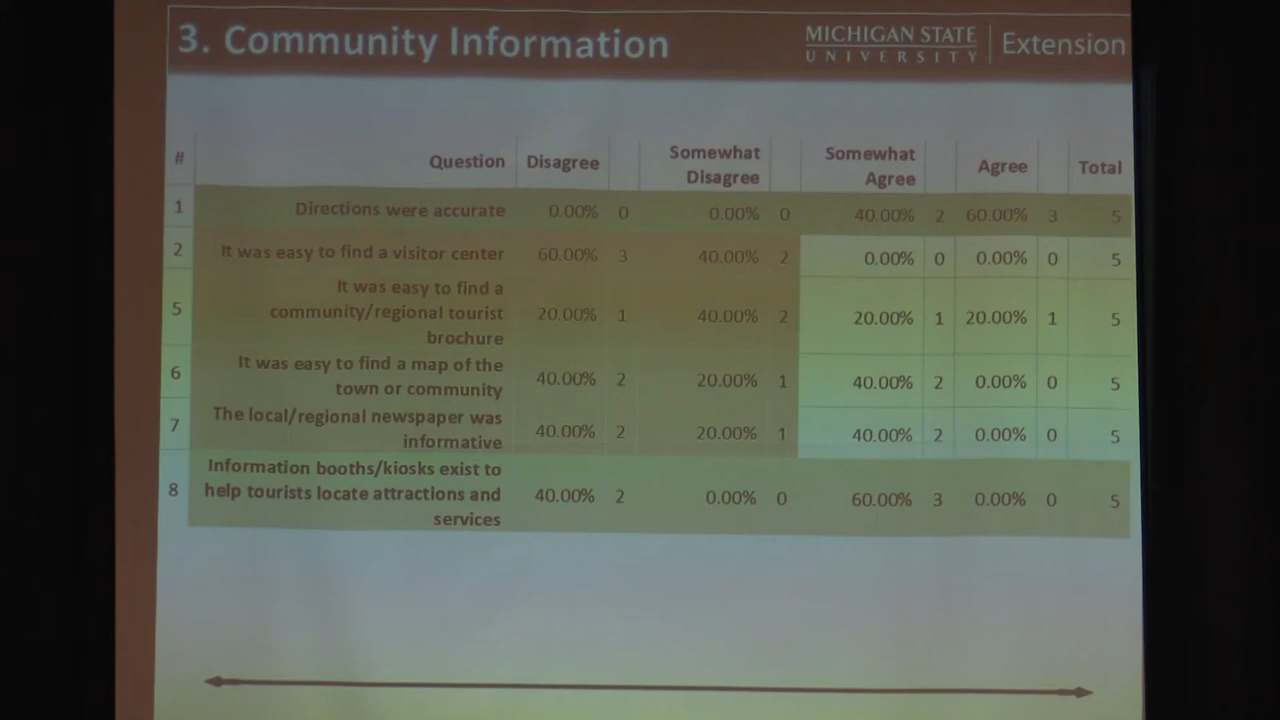 3. Community Information
MICHIGAN STATE
UNIVERSITY
Extension
# Question Disagree Somewhat Disagree Somewhat Agree Agree Total
1 Directions were accurate 0.00% 0 0.00% 0 40.00% 2 60.00% 3 5
2 It was easy to find a visitor center 60.00% 3 40.00% 2 0.00% 0 0.00% 0 5
It was easy to find a
5 community/regional tourist 20.00% 1 40.00% 2 20.00% 1 20.00% 1 5
brochure
6 It was easy to find a map of the 40.00% 2 20.00% 1 40.00% 2 0.00% 0 5
town or community
7 The local/regional newspaper was 40.00% 2 20.00% 1 40.00% 2 0.00% 0 5
informative
Information booths/kiosks exist to
8 help tourists locate attractions and 40.00% 2 0.00% 0 60.00% 3 0.00% 0 5
services